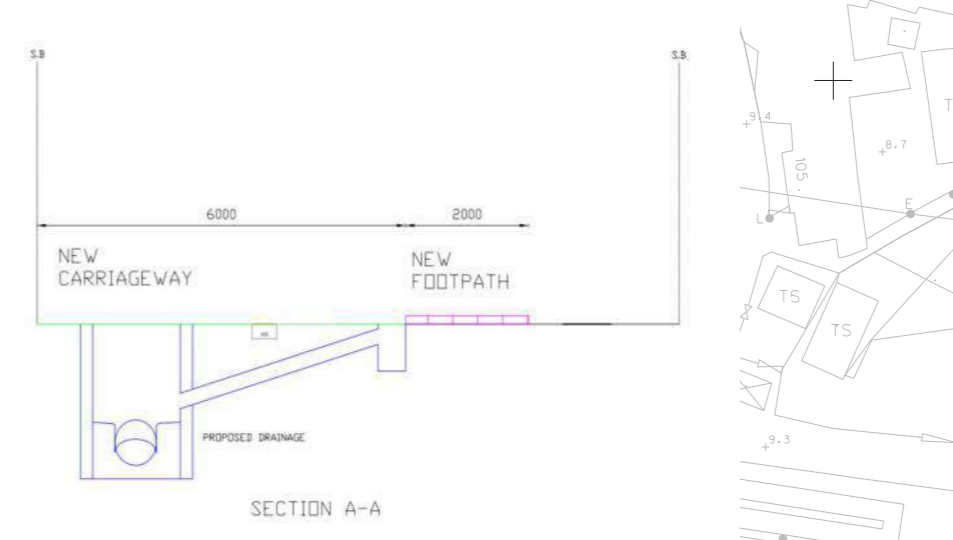 S.B
S.B
6000
2000
NEW
CARRIAGEWAY
NEW
FOOTPATH
PROPOSED DRAINAGE
SECTION A-A
9.4
105
8.7
T
E
L
TS
TS
9.3